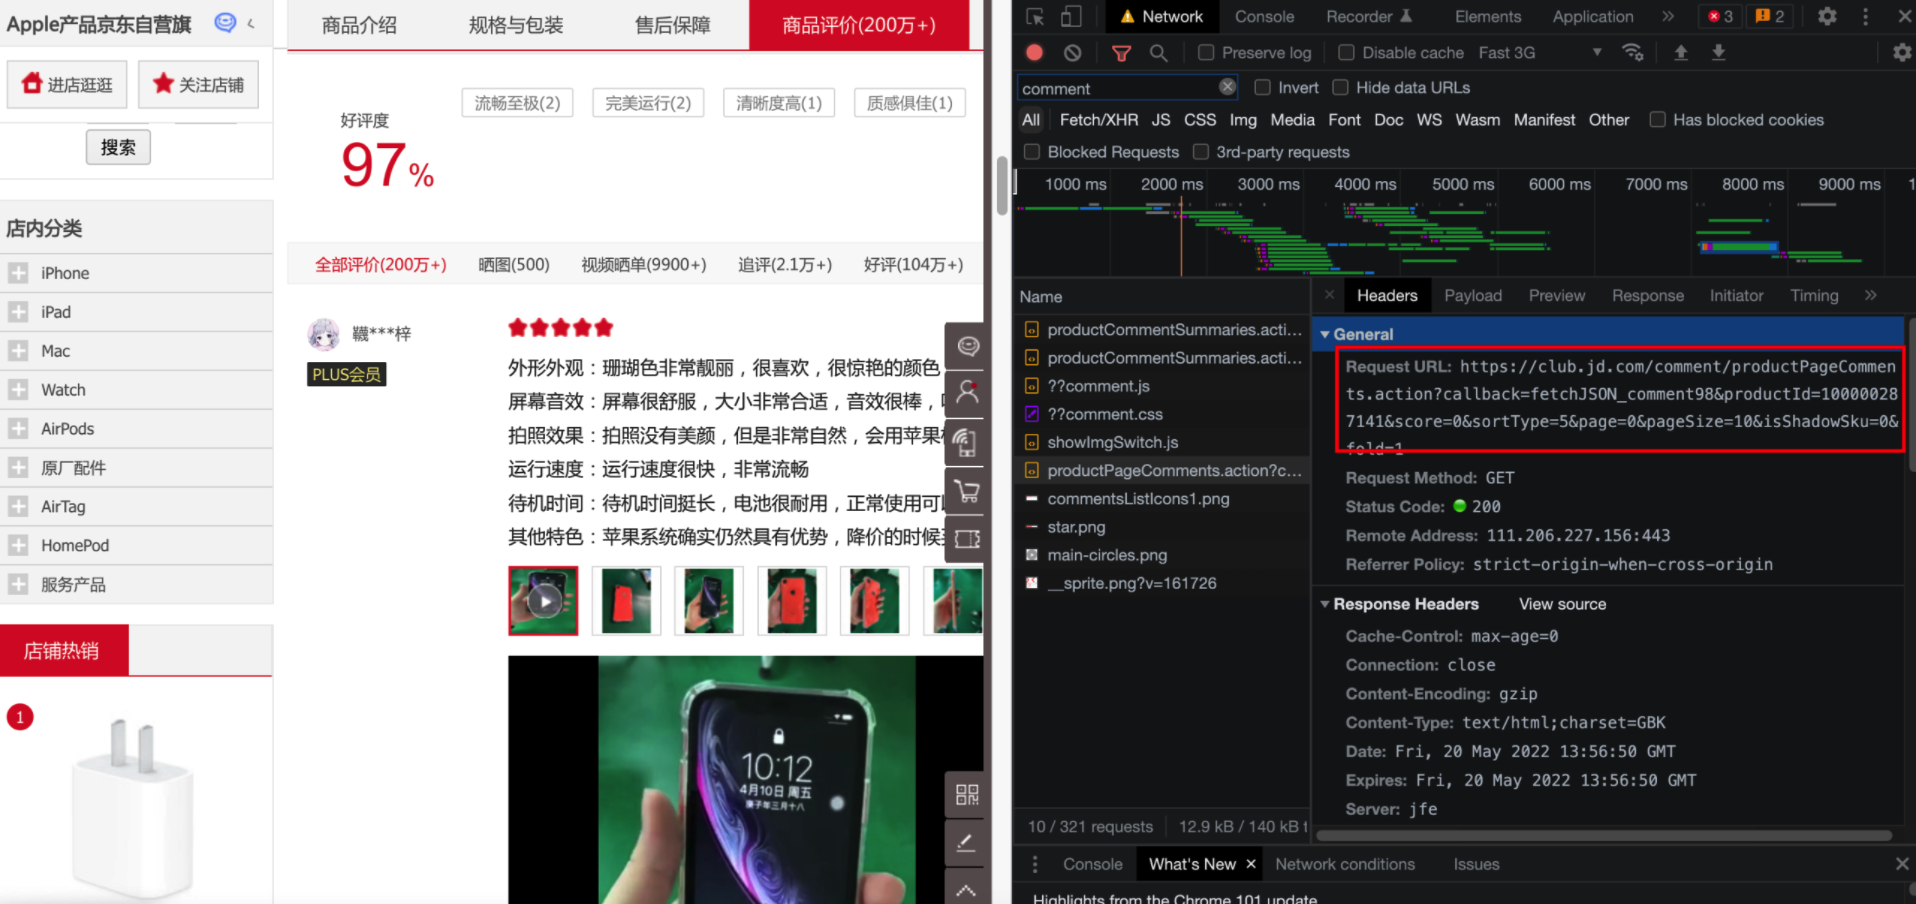 Apple产品京东自营旗
进店逛逛
关注店铺
搜索
店内分类
iPhone
iPad
Mac
Watch
AirPods
原厂配件
AirTag
HomePod
服务产品
店铺热销
1
商品介绍
规格与包装
售后保障
商品评价(200万+)
好评度
97%
流畅至极(2)
完美运行(2)
清晰度高(1)
质感俱佳(1)
全部评价(200万+)
晒图(500)
视频晒单(9900+)
追评(2.1万+)
好评(104万+)
鞿***梓
PLUS会员
外形外观：珊瑚色非常靓丽，很喜欢，很惊艳的颜色
屏幕音效：屏幕很舒服，大小非常合适，音效很棒，
拍照效果：拍照没有美颜，但是非常自然，会用苹果
运行速度：运行速度很快，非常流畅
待机时间：待机时间挺长，电池很耐用，正常使用可
其他特色：苹果系统确实仍然具有优势，降价的时候
10:12
4月10日 周五
庚子年三月十八
Network
Console
Recorder
Elements
Application
3
2
Preserve log
Disable cache
Fast 3G
comment
Invert
Hide data URLs
All
Fetch/XHR
JS
CSS
Img
Media
Font
Doc
WS
Wasm
Manifest
Other
Has blocked cookies
Blocked Requests
3rd-party requests
1000 ms
2000 ms
3000 ms
4000 ms
5000 ms
6000 ms
7000 ms
8000 ms
9000 ms
1
Name
productCommentSummaries.acti...
productCommentSummaries.acti...
??comment.js
??comment.css
showImgSwitch.js
productPageComments.action?c...
commentsListIcons1.png
star.png
main-circles.png
__sprite.png?v=161726
10 / 321 requests
12.9 kB / 140 kB t
Headers
Payload
Preview
Response
Initiator
Timing
General
Request URL: https://club.jd.com/comment/productPageCommen
ts.action?callback=fetchJSON_comment98&productId=10000028
7141&score=0&sortType=5&page=0&pageSize=10&isShadowSku=0&
fold=1
Request Method: GET
Status Code: 200
Remote Address: 111.206.227.156:443
Referrer Policy: strict-origin-when-cross-origin
Response Headers
View source
Cache-Control: max-age=0
Connection: close
Content-Encoding: gzip
Content-Type: text/html;charset=GBK
Date: Fri, 20 May 2022 13:56:50 GMT
Expires: Fri, 20 May 2022 13:56:50 GMT
Server: jfe
Console
What's New
Network conditions
Issues
Highlights from the Chrome 101 update